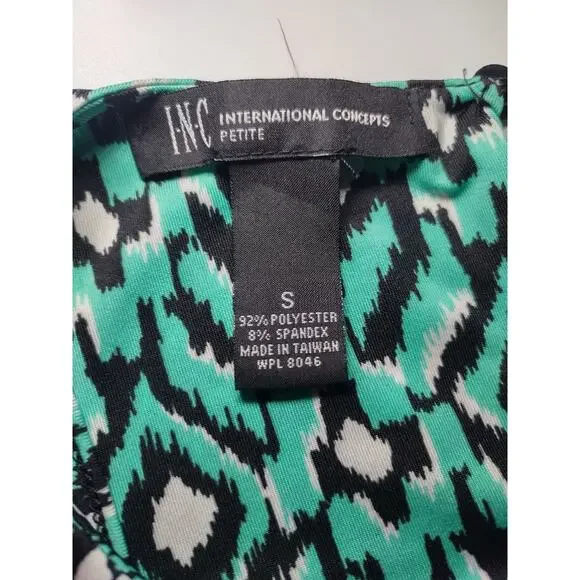 I·N·C INTERNATIONAL CONCEPTS
PETITE
S
92% POLYESTER
8% SPANDEX
MADE IN TAIWAN
WPL 8046